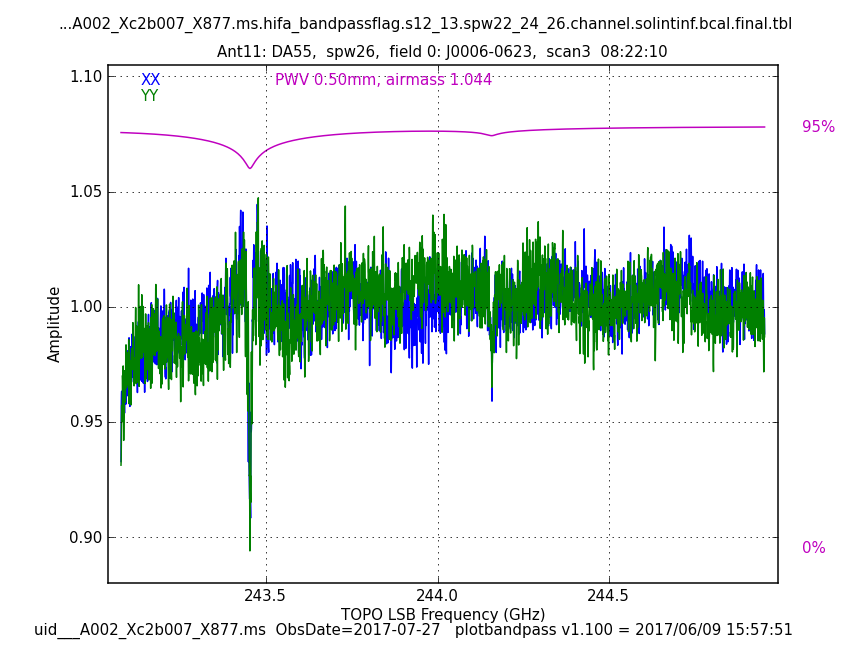 ...A002_Xc2b007_X877.ms.hifa_bandpassflag.s12_13.spw22_24_26.channel.solintinf.bcal.final.tbl
Ant11: DA55, spw26, field 0: J0006-0623, scan3 08:22:10
1.10
XX
PWV 0.50mm, airmass 1.044
YY
95%
1.05
1.00
Amplitude
0.95
0.90
0%
243.5
244.0
244.5
TOPO LSB Frequency (GHz)
uid___A002_Xc2b007_X877.ms ObsDate=2017-07-27 plotbandpass v1.100 = 2017/06/09 15:57:51